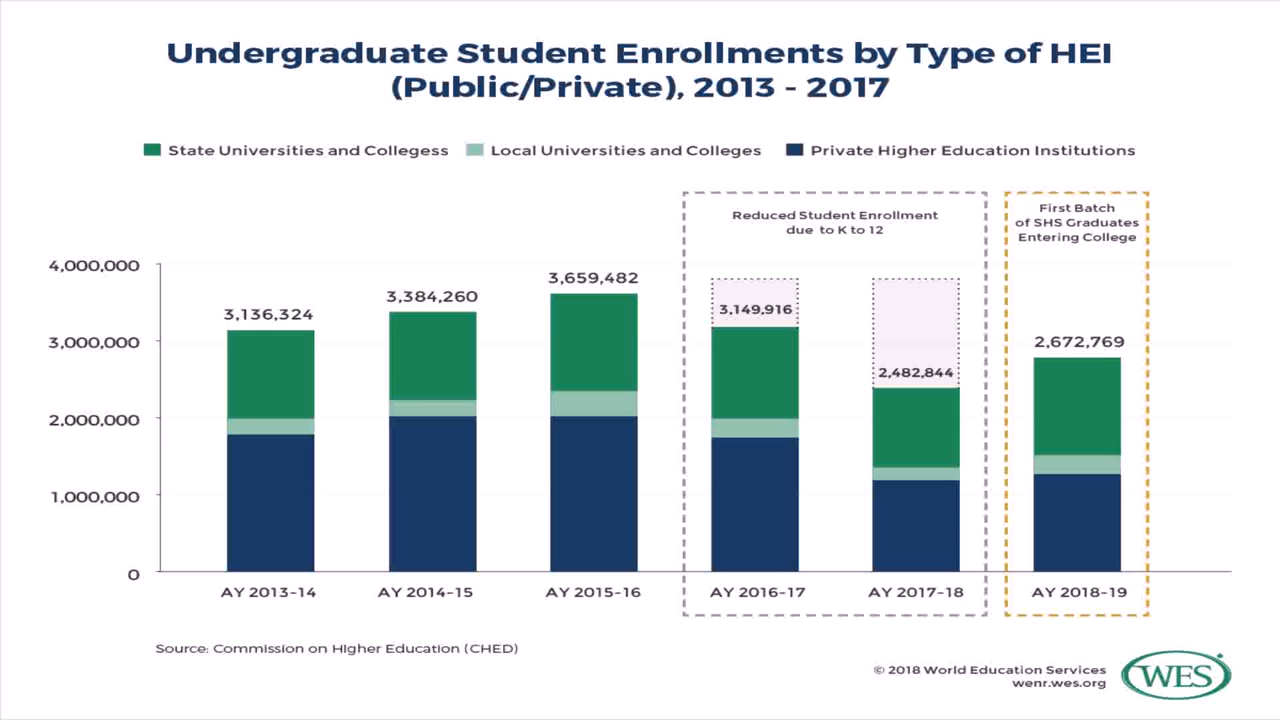 Undergraduate Student Enrollments by Type of HEI
(Public/Private), 2013 - 2017
State Universities and Collegess
Local Universities and Colleges
Private Higher Education Institutions
Reduced Student Enrollment
due to K to 12
First Batch
of SHS Graduates
Entering College
4,000,000
3,000,000
2,000,000
1,000,000
0
3,136,324
3,384,260
3,659,482
3,149,916
2,482,844
2,672,769
AY 2013-14
AY 2014-15
AY 2015-16
AY 2016-17
AY 2017-18
AY 2018-19
Source: Commission on Higher Education (CHED)
© 2018 World Education Services
wenr.wes.org
WES